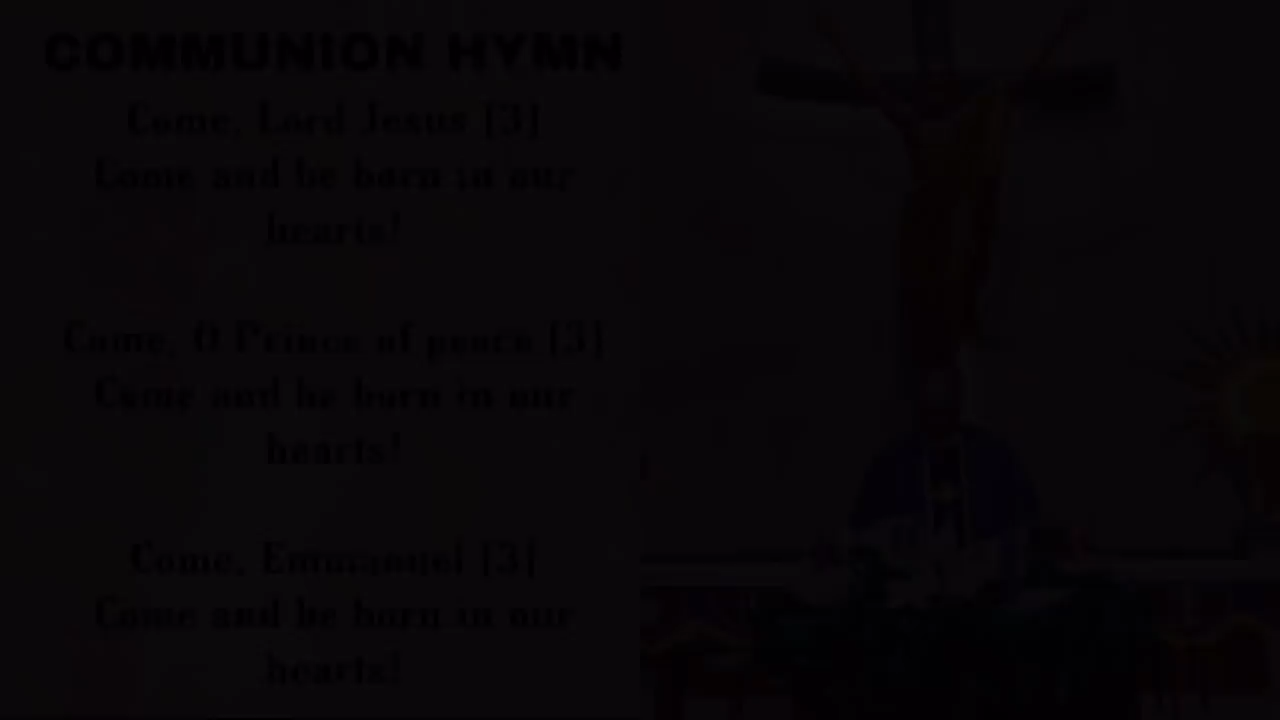 COMMUNION HYMN
Come, Lord Jesus [3]
Come and be born in our
hearts!
Come, O Prince of peace [3]
Come and be born in our
hearts!
Come, Emmanuel [3]
Come and be born in our
hearts!